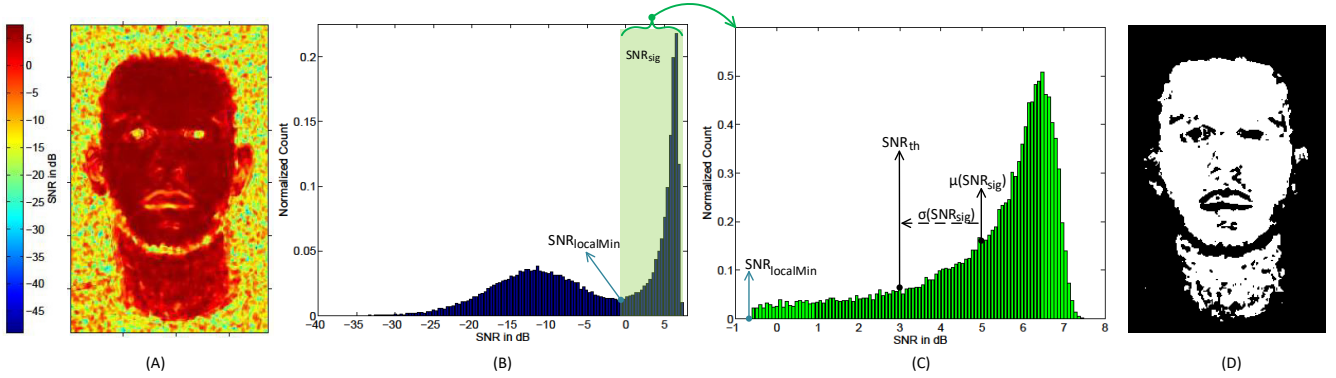 5
0
−5
−10
−15
−20
−25
−30
−35
−40
−45
SNR in dB
(A)
0.2
0.15
0.1
0.05
0
Normalized Count
−40 −35 −30 −25 −20 −15 −10 −5 0 5
SNR in dB
SNRsig
SNRlocalMin
(B)
0.5
0.4
0.3
0.2
0.1
0
Normalized Count
−1 0 1 2 3 4 5 6 7 8
SNR in dB
SNRth
μ(SNRsig)
σ(SNRsig)
SNRlocalMin
(C)
(D)